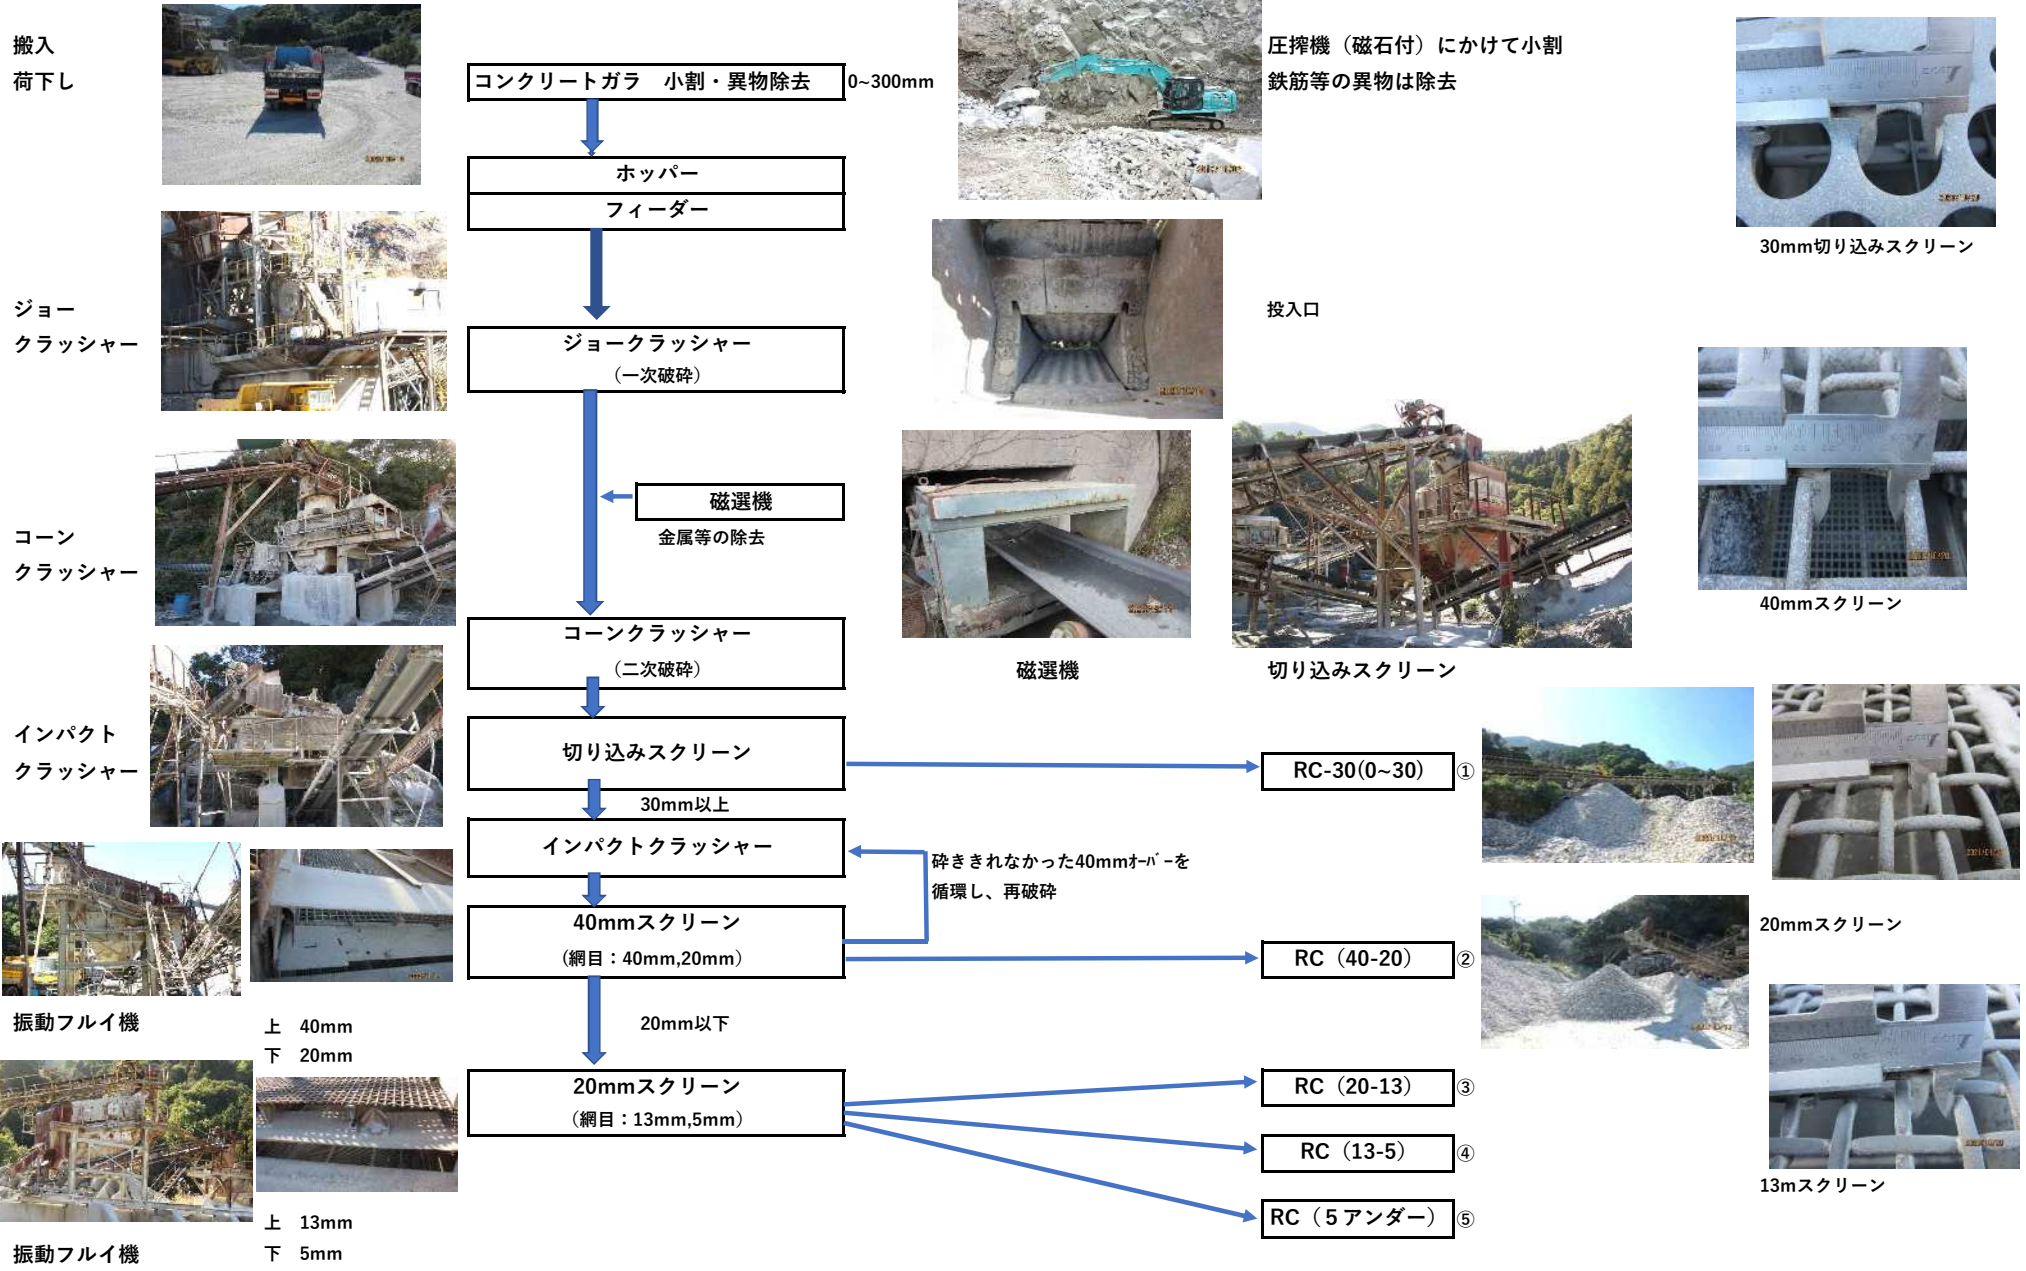 搬入
荷下し
コンクリートガラ　小割・異物除去
0~300mm
圧搾機（磁石付）にかけて小割
鉄筋等の異物は除去
ホッパー
フィーダー
30mm切り込みスクリーン
ジョー
クラッシャー
ジョークラッシャー
（一次破砕）
投入口
磁選機
金属等の除去
コーン
クラッシャー
40mmスクリーン
コーンクラッシャー
（二次破砕）
磁選機
切り込みスクリーン
インパクト
クラッシャー
切り込みスクリーン
RC-30(0~30)
①
30mm以上
インパクトクラッシャー
砕ききれなかった40mmｵｰﾊﾞｰを
循環し、再破砕
40mmスクリーン
（網目：40mm,20mm）
20mmスクリーン
RC（40-20）
②
振動フルイ機
上　40mm
下　20mm
20mm以下
20mmスクリーン
（網目：13mm,5mm）
RC（20-13）
③
RC（13-5）
④
13mスクリーン
RC（５アンダー）
⑤
上　13mm
下　5mm
振動フルイ機